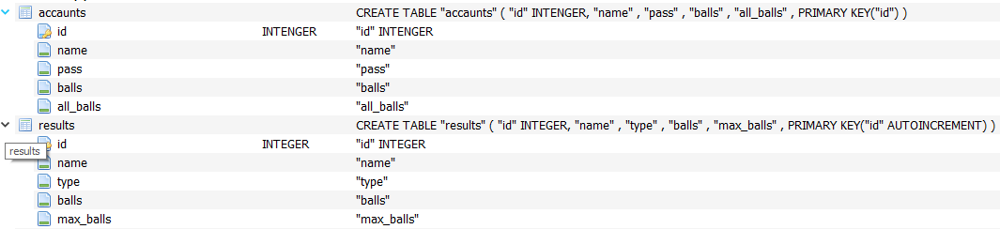 accaunts CREATE TABLE "accaunts" ( "id" INTENGER, "name" , "pass" , "balls" , "all_balls" , PRIMARY KEY("id") )
id INTENGER "id" INTENGER
name "name"
pass "pass"
balls "balls"
all_balls "all_balls"
results CREATE TABLE "results" ( "id" INTEGER, "name" , "type" , "balls" , "max_balls" , PRIMARY KEY("id" AUTOINCREMENT) )
id INTEGER "id" INTEGER
results
name "name"
type "type"
balls "balls"
max_balls "max_balls"